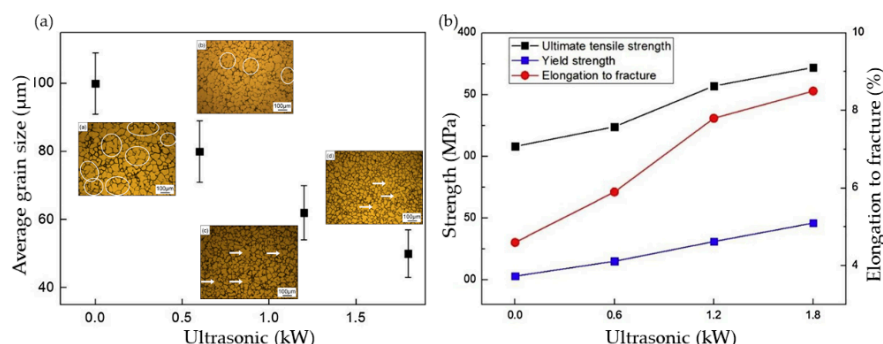 (a)
(b)
100
80
60
40
Average grain size (μm)
0.0
0.5
1.0
1.5
Ultrasonic (kW)
(b)
100μm
(a)
100μm
(d)
100μm
(c)
100μm
400
50
00
50
00
Strength (MPa)
Ultimate tensile strength
Yield strength
Elongation to fracture
10
8
6
4
Elongation to fracture (%)
0.0
0.6
1.2
1.8
Ultrasonic (kW)